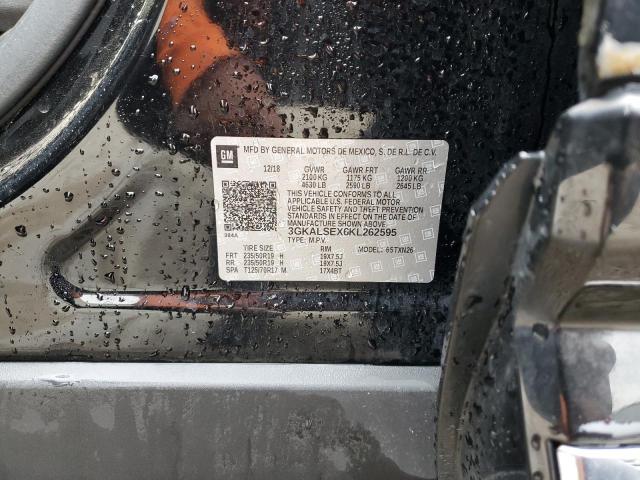 GM
MFD BY GENERAL MOTORS DE MEXICO, S. DE R.L. DE C.V.
12/18 GVWR GAWR FRT GAWR RR
2100 KG 1175 KG 1200 KG
4630 LB 2590 LB 2645 LB
THIS VEHICLE CONFORMS TO ALL
APPLICABLE U.S. FEDERAL MOTOR
VEHICLE SAFETY AND THEFT PREVENTION
STANDARDS IN EFFECT ON THE DATE OF
MANUFACTURE SHOWN ABOVE.
3GKALSEX6KL262595
TYPE: M.P.V. MODEL: 6STXN26
TIRE SIZE RIM
FRT 235/50R19 H 19X7.5J
RR 235/50R19 H 19X7.5J
SPA T125/70R17 M 17X4BT